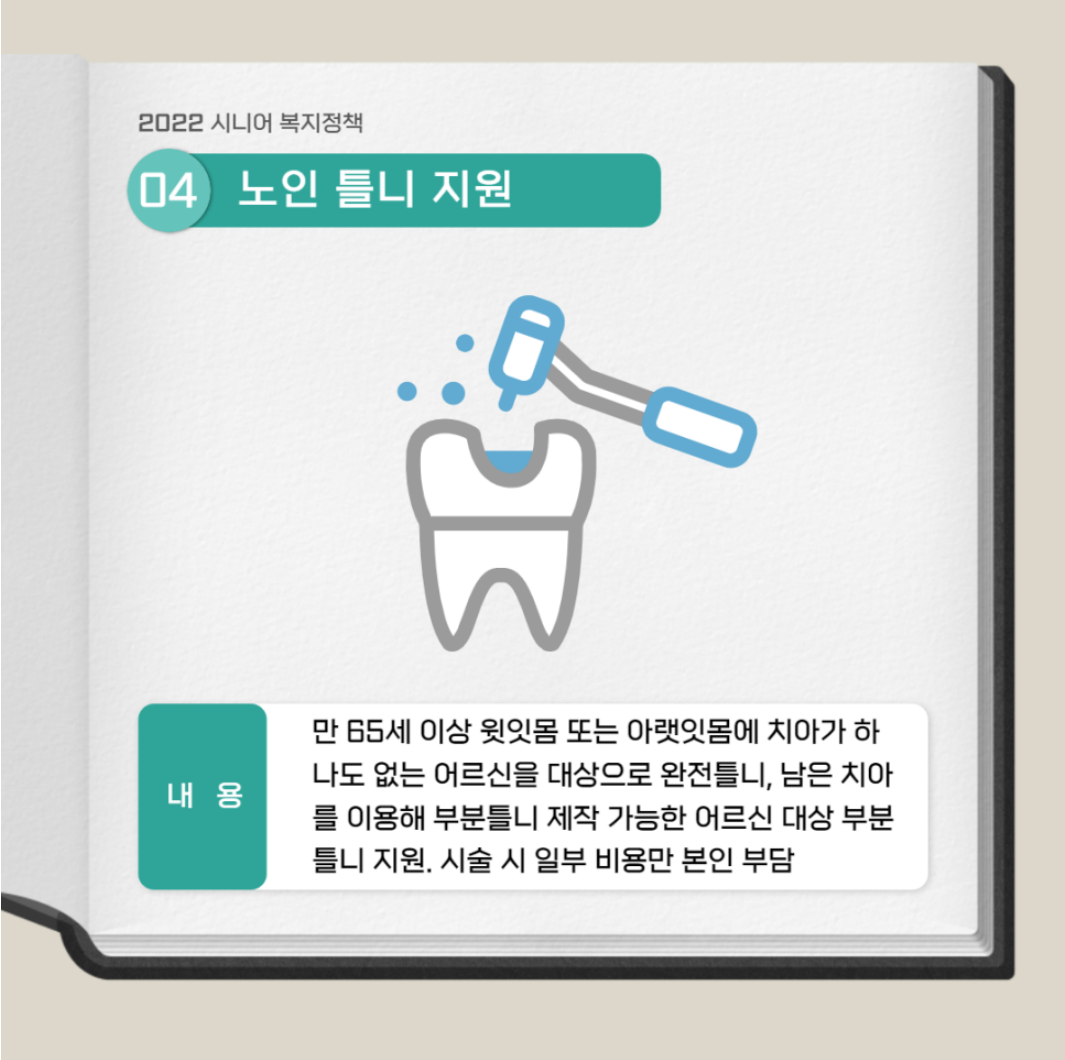 2022 시니어 복지정책
04 노인 틀니 지원
내 용
만 65세 이상 윗잇몸 또는 아랫잇몸에 치아가 하
나도 없는 어르신을 대상으로 완전틀니, 남은 치아
를 이용해 부분틀니 제작 가능한 어르신 대상 부분
틀니 지원. 시술 시 일부 비용만 본인 부담